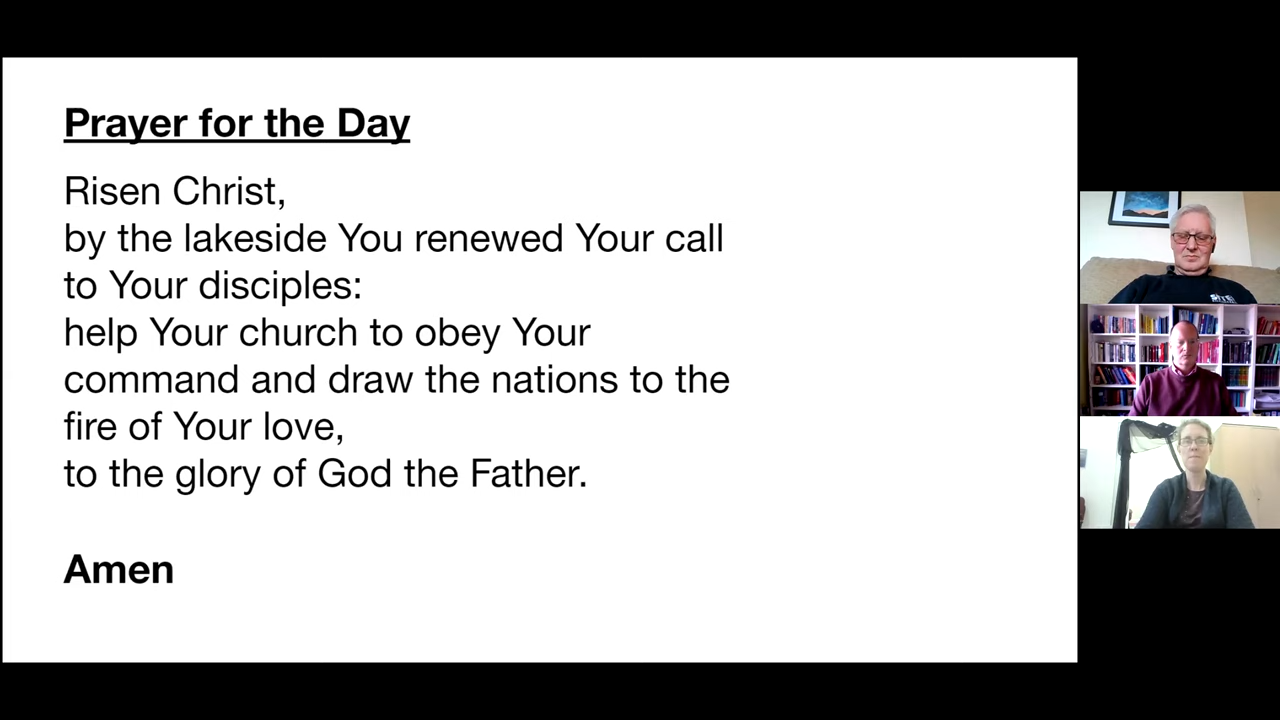 Prayer for the Day
Risen Christ,
by the lakeside You renewed Your call
to Your disciples:
help Your church to obey Your
command and draw the nations to the
fire of Your love,
to the glory of God the Father.
Amen